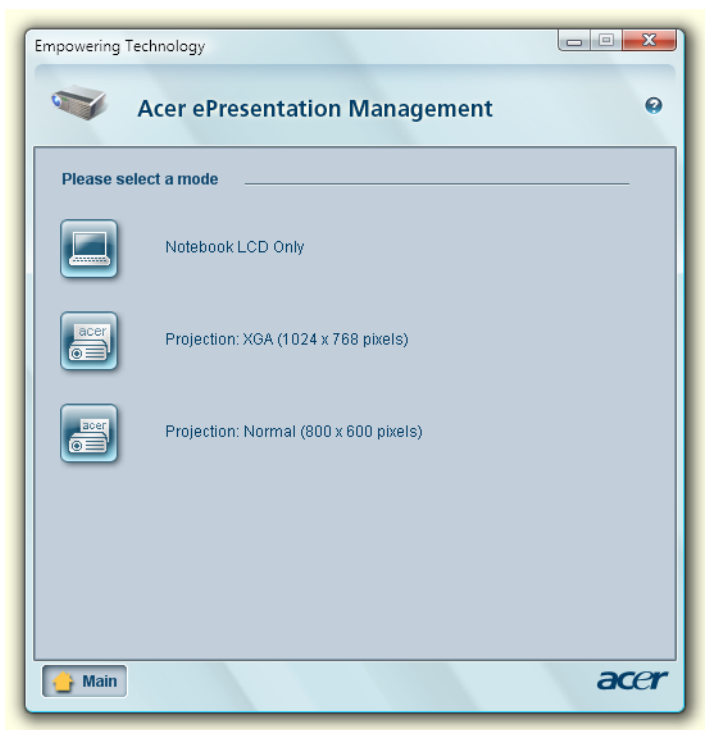 Empowering Technology
Acer ePresentation Management
Please select a mode
Notebook LCD Only
acer
Projection: XGA (1024 x 768 pixels)
acer
Projection: Normal (800 x 600 pixels)
Main
acer